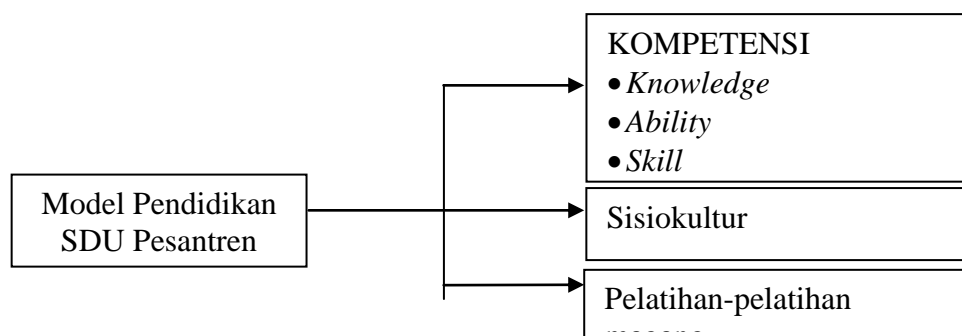 KOMPETENSI
• Knowledge
• Ability
• Skill
Model Pendidikan
SDU Pesantren
Sisiokultur
Pelatihan-pelatihan